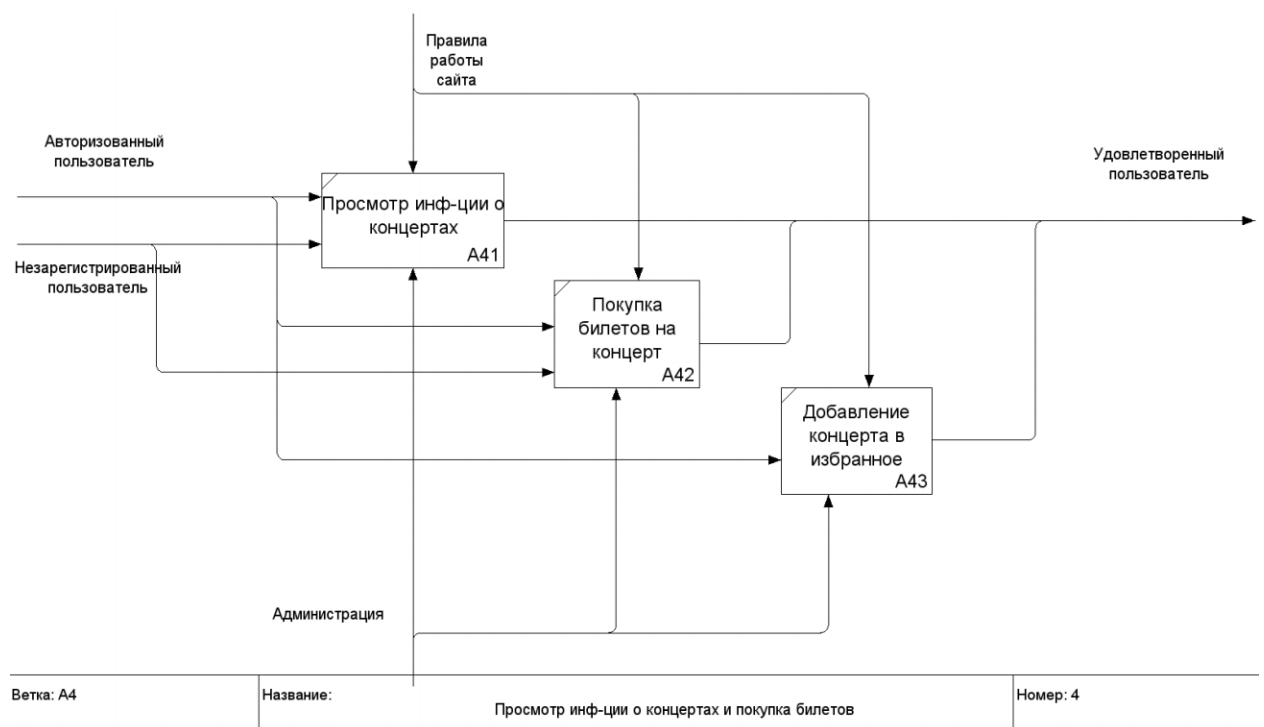 Правила
работы
сайта
Авторизованный
пользователь
Удовлетворенный
пользователь
Просмотр инф-ции о
концертах
A41
Незарегистрированный
пользователь
Покупка
билетов на
концерт
A42
Добавление
концерта в
избранное
A43
Администрация
Ветка: A4
Название:
Просмотр инф-ции о концертах и покупка билетов
Номер: 4